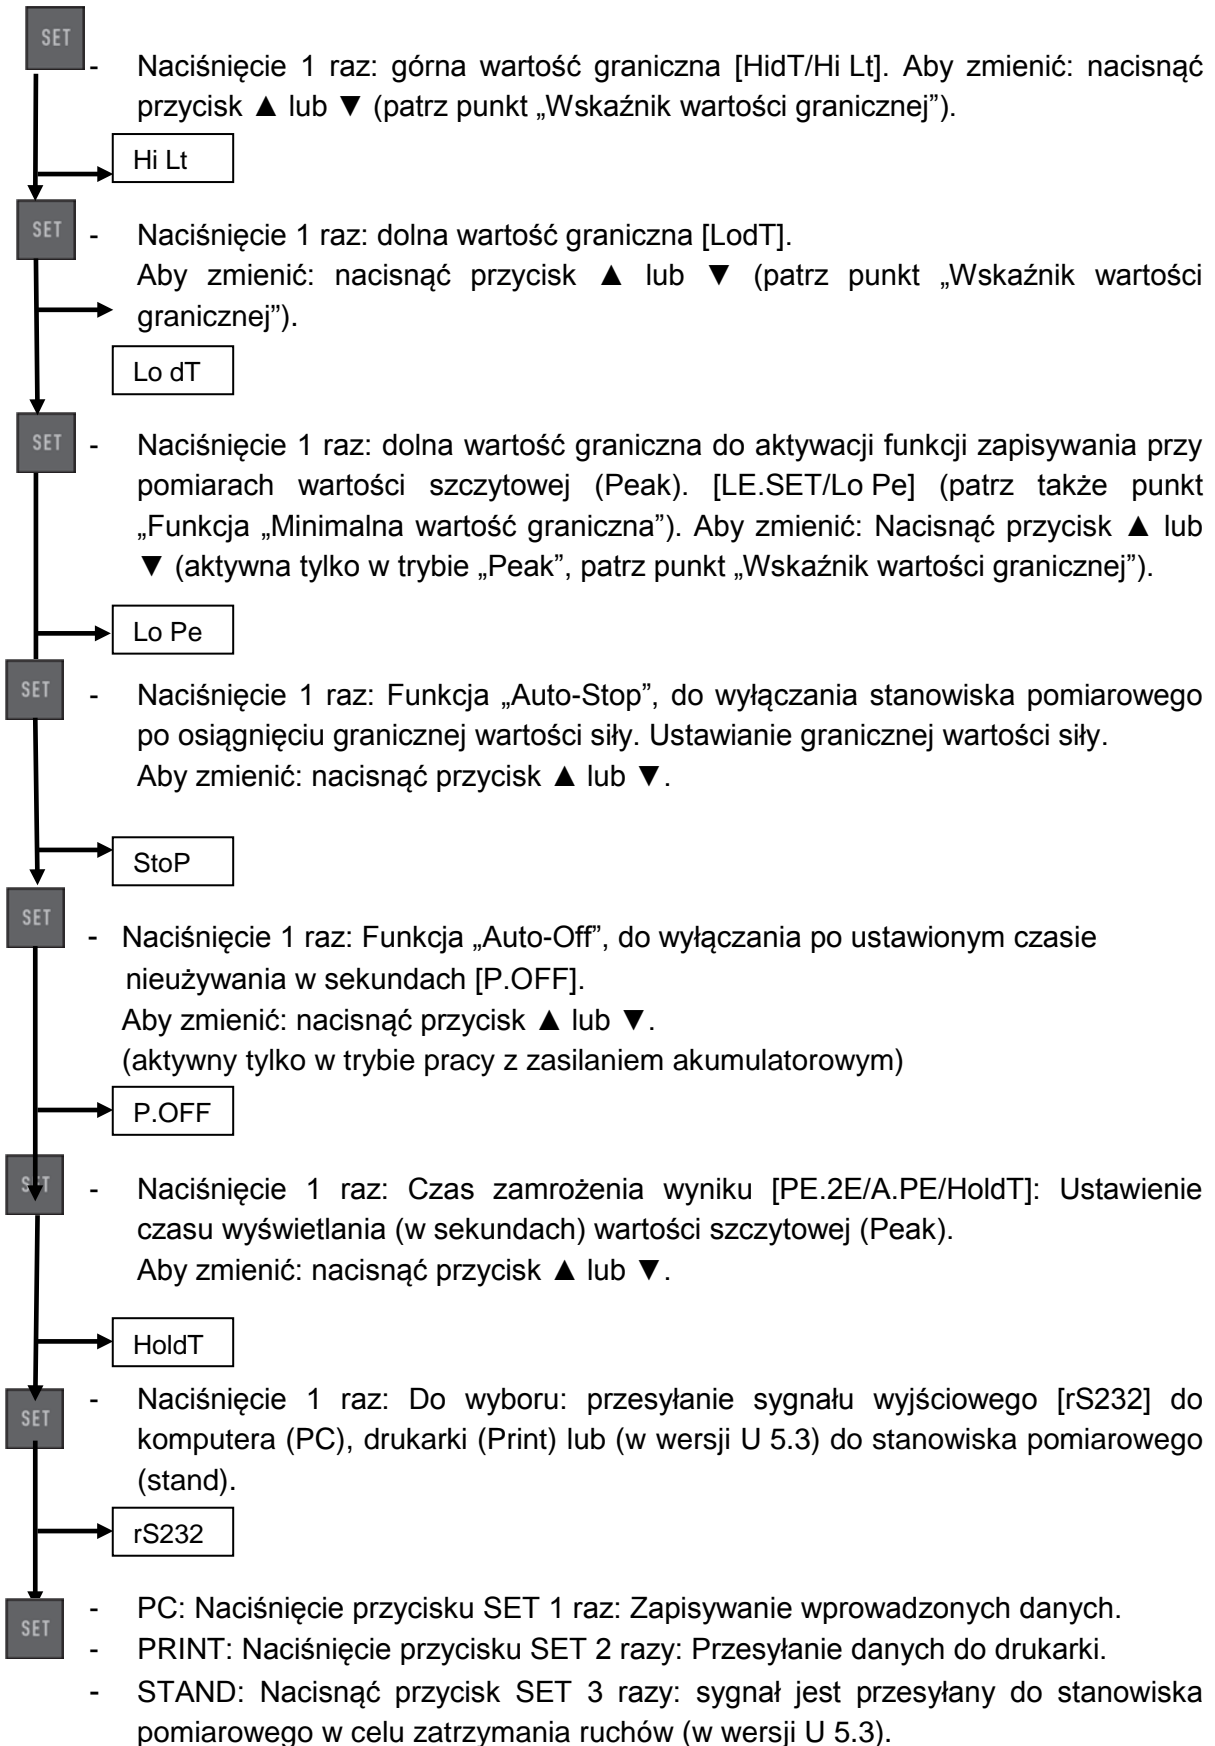 SET
- Naciśnięcie 1 raz: górna wartość graniczna [HidT/Hi Lt]. Aby zmienić: nacisnąć
przycisk ▲ lub ▼ (patrz punkt „Wskaźnik wartości granicznej”).
Hi Lt
SET
- Naciśnięcie 1 raz: dolna wartość graniczna [LodT].
Aby zmienić: nacisnąć przycisk ▲ lub ▼ (patrz punkt „Wskaźnik wartości
granicznej”).
Lo dT
SET
- Naciśnięcie 1 raz: dolna wartość graniczna do aktywacji funkcji zapisywania przy
pomiarach wartości szczytowej (Peak). [LE.SET/Lo Pe] (patrz także punkt
„Funkcja „Minimalna wartość graniczna”). Aby zmienić: Nacisnąć przycisk ▲ lub
▼ (aktywna tylko w trybie „Peak”, patrz punkt „Wskaźnik wartości granicznej”).
Lo Pe
SET
- Naciśnięcie 1 raz: Funkcja „Auto-Stop”, do wyłączania stanowiska pomiarowego
po osiągnięciu granicznej wartości siły. Ustawianie granicznej wartości siły.
Aby zmienić: nacisnąć przycisk ▲ lub ▼.
StoP
SET
- Naciśnięcie 1 raz: Funkcja „Auto-Off”, do wyłączania po ustawionym czasie
nieużywania w sekundach [P.OFF].
Aby zmienić: nacisnąć przycisk ▲ lub ▼.
(aktywny tylko w trybie pracy z zasilaniem akumulatorowym)
P.OFF
SET
- Naciśnięcie 1 raz: Czas zamrożenia wyniku [PE.2E/A.PE/HoldT]: Ustawienie
czasu wyświetlania (w sekundach) wartości szczytowej (Peak).
Aby zmienić: nacisnąć przycisk ▲ lub ▼.
HoldT
SET
- Naciśnięcie 1 raz: Do wyboru: przesyłanie sygnału wyjściowego [rS232] do
komputera (PC), drukarki (Print) lub (w wersji U 5.3) do stanowiska pomiarowego
(stand).
rS232
SET
- PC: Naciśnięcie przycisku SET 1 raz: Zapisywanie wprowadzonych danych.
- PRINT: Naciśnięcie przycisku SET 2 razy: Przesyłanie danych do drukarki.
- STAND: Nacisnąć przycisk SET 3 razy: sygnał jest przesyłany do stanowiska
pomiarowego w celu zatrzymania ruchów (w wersji U 5.3).